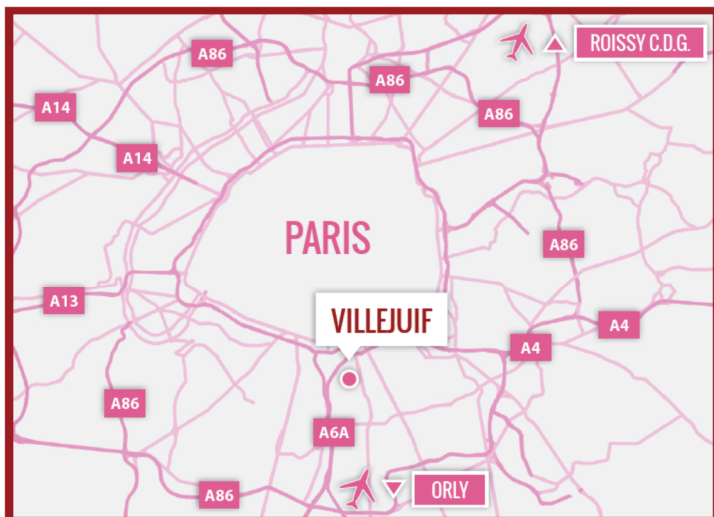 ROISSY C.D.G.
A86
A86
A14
A86
A14
PARIS
A86
A13
VILLEJUIF
A4
A4
A86
A6A
ORLY
A86